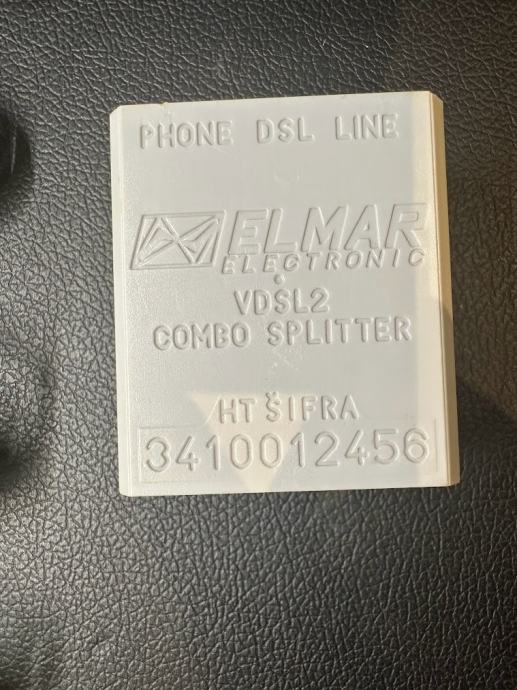 PHONE DSL LINE
ELMAR
ELECTRONIC
VDSL2
COMBO SPLITTER
HT ŠIFRA
3410012456